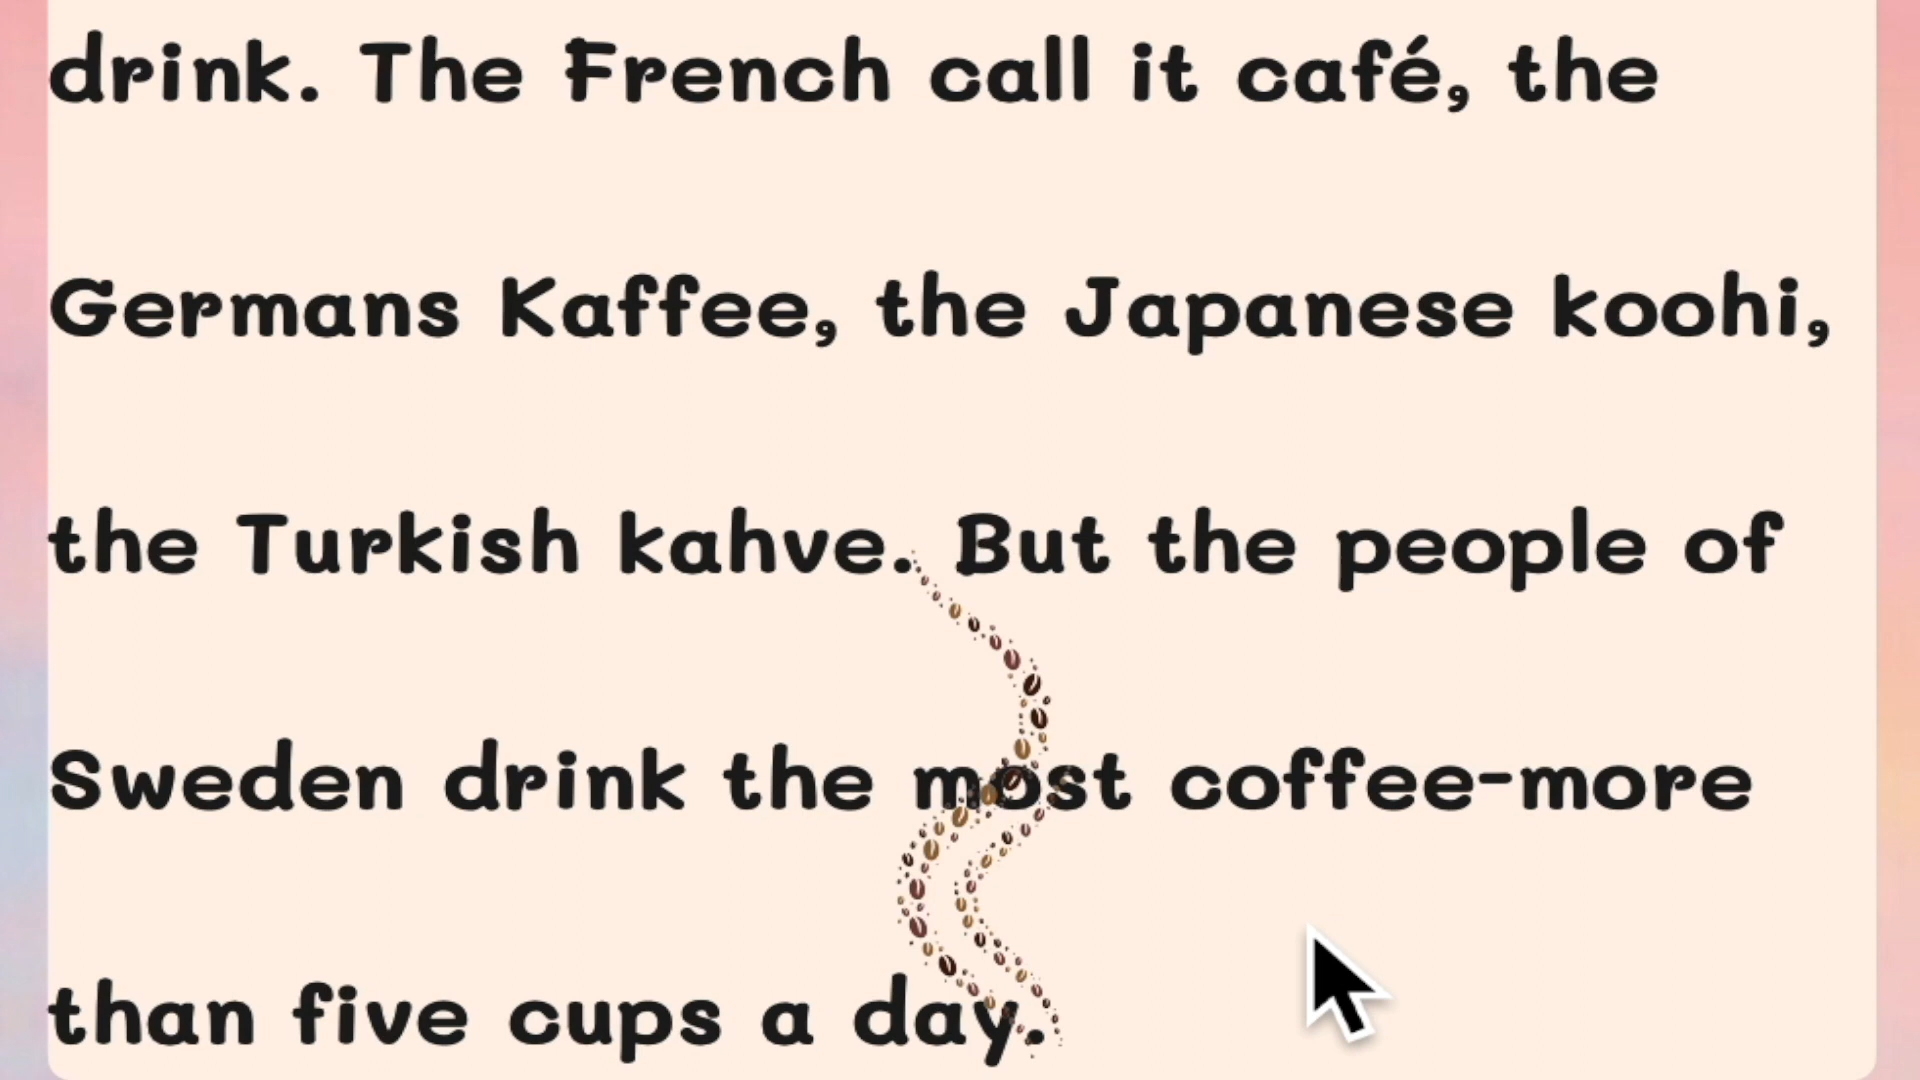 drink. The French call it café, the
Germans Kaffee, the Japanese koohi,
the Turkish kahve. But the people of
Sweden drink the most coffee-more
than five cups a day.